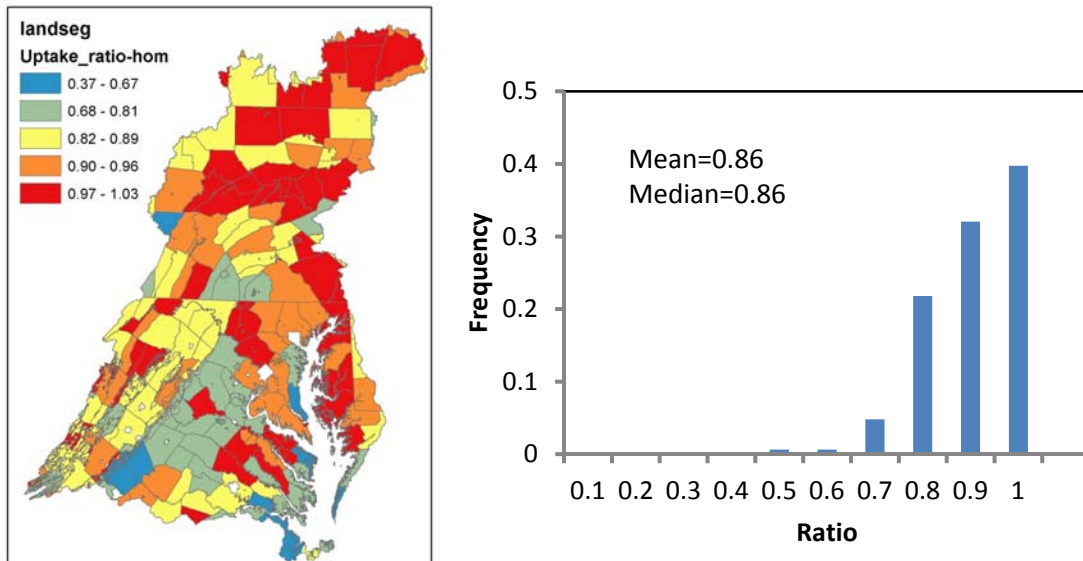 landseg
Uptake_ratio-hom
0.37 - 0.67
0.68 - 0.81
0.82 - 0.89
0.90 - 0.96
0.97 - 1.03
0.5
0.4
0.3
0.2
0.1
0
Frequency
Mean=0.86
Median=0.86
0.1 0.2 0.3 0.4 0.5 0.6 0.7 0.8 0.9 1
Ratio